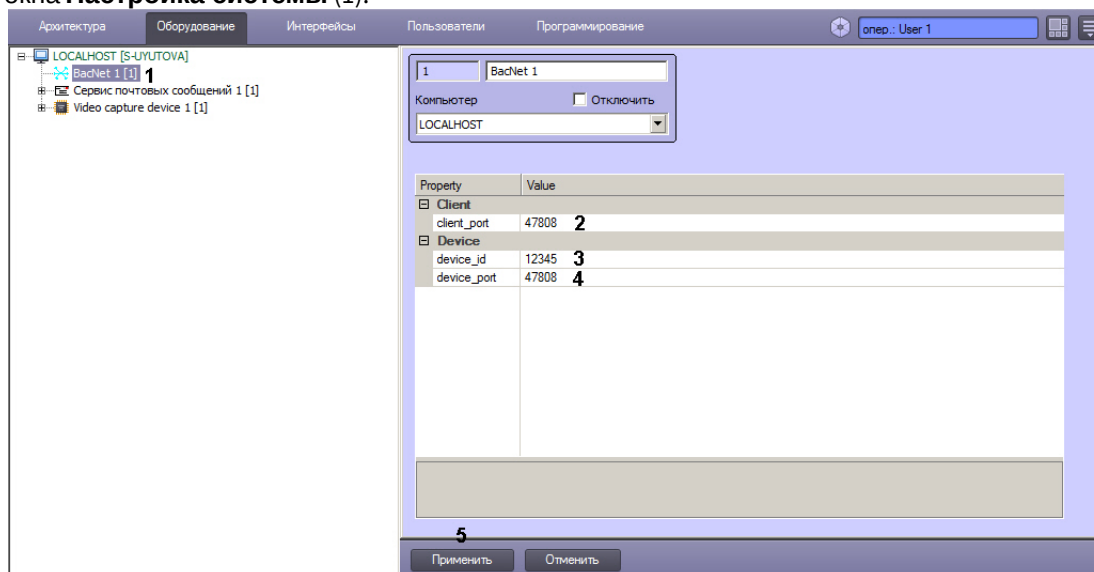 окна Настройка системы (1).
Архитектура Оборудование Интерфейсы Пользователи Программирование опер.: User 1
LOCALHOST [S-UYUTOVA]
BacNet 1 [1] 1
Сервис почтовых сообщений 1 [1]
Video capture device 1 [1]
1 BacNet 1
Компьютер Отключить
LOCALHOST
Property Value
Client
client_port 47808 2
Device
device_id 12345 3
device_port 47808 4
5
Применить Отменить